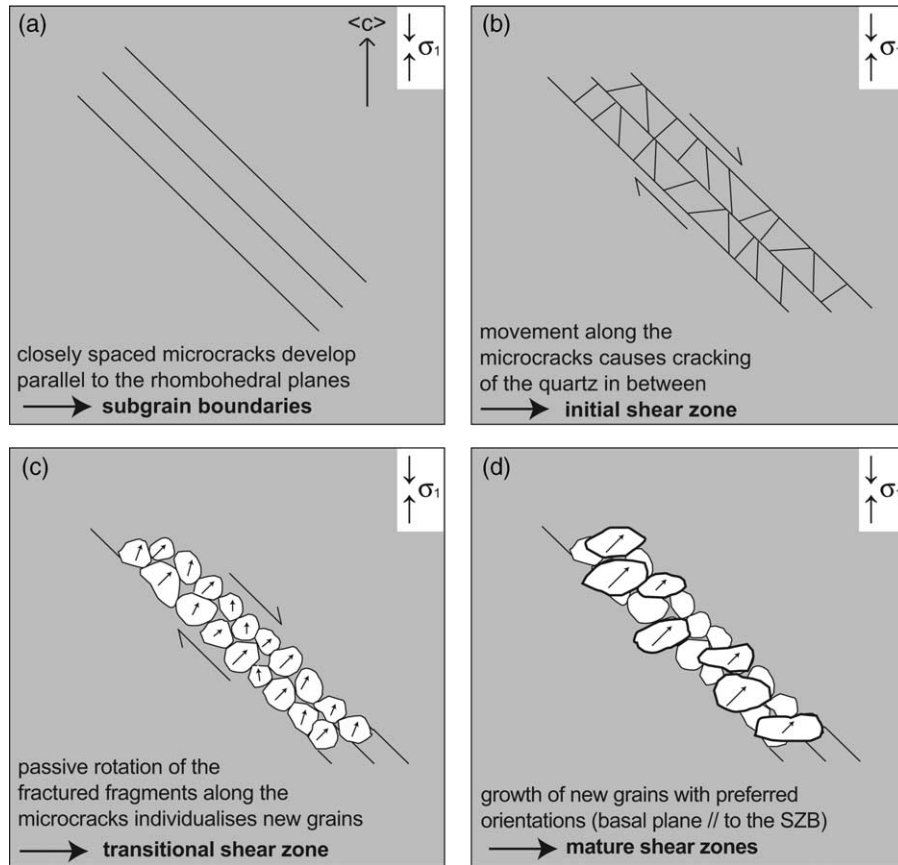 (a)
<c>
σ1
closely spaced microcracks develop
parallel to the rhombohedral planes
subgrain boundaries
(b)
σ
movement along the
microcracks causes cracking
of the quartz in between
initial shear zone
(c)
σ1
passive rotation of the
fractured fragments along the
microcracks individualises new grains
transitional shear zone
(d)
σ
growth of new grains with preferred
orientations (basal plane // to the SZB)
mature shear zones